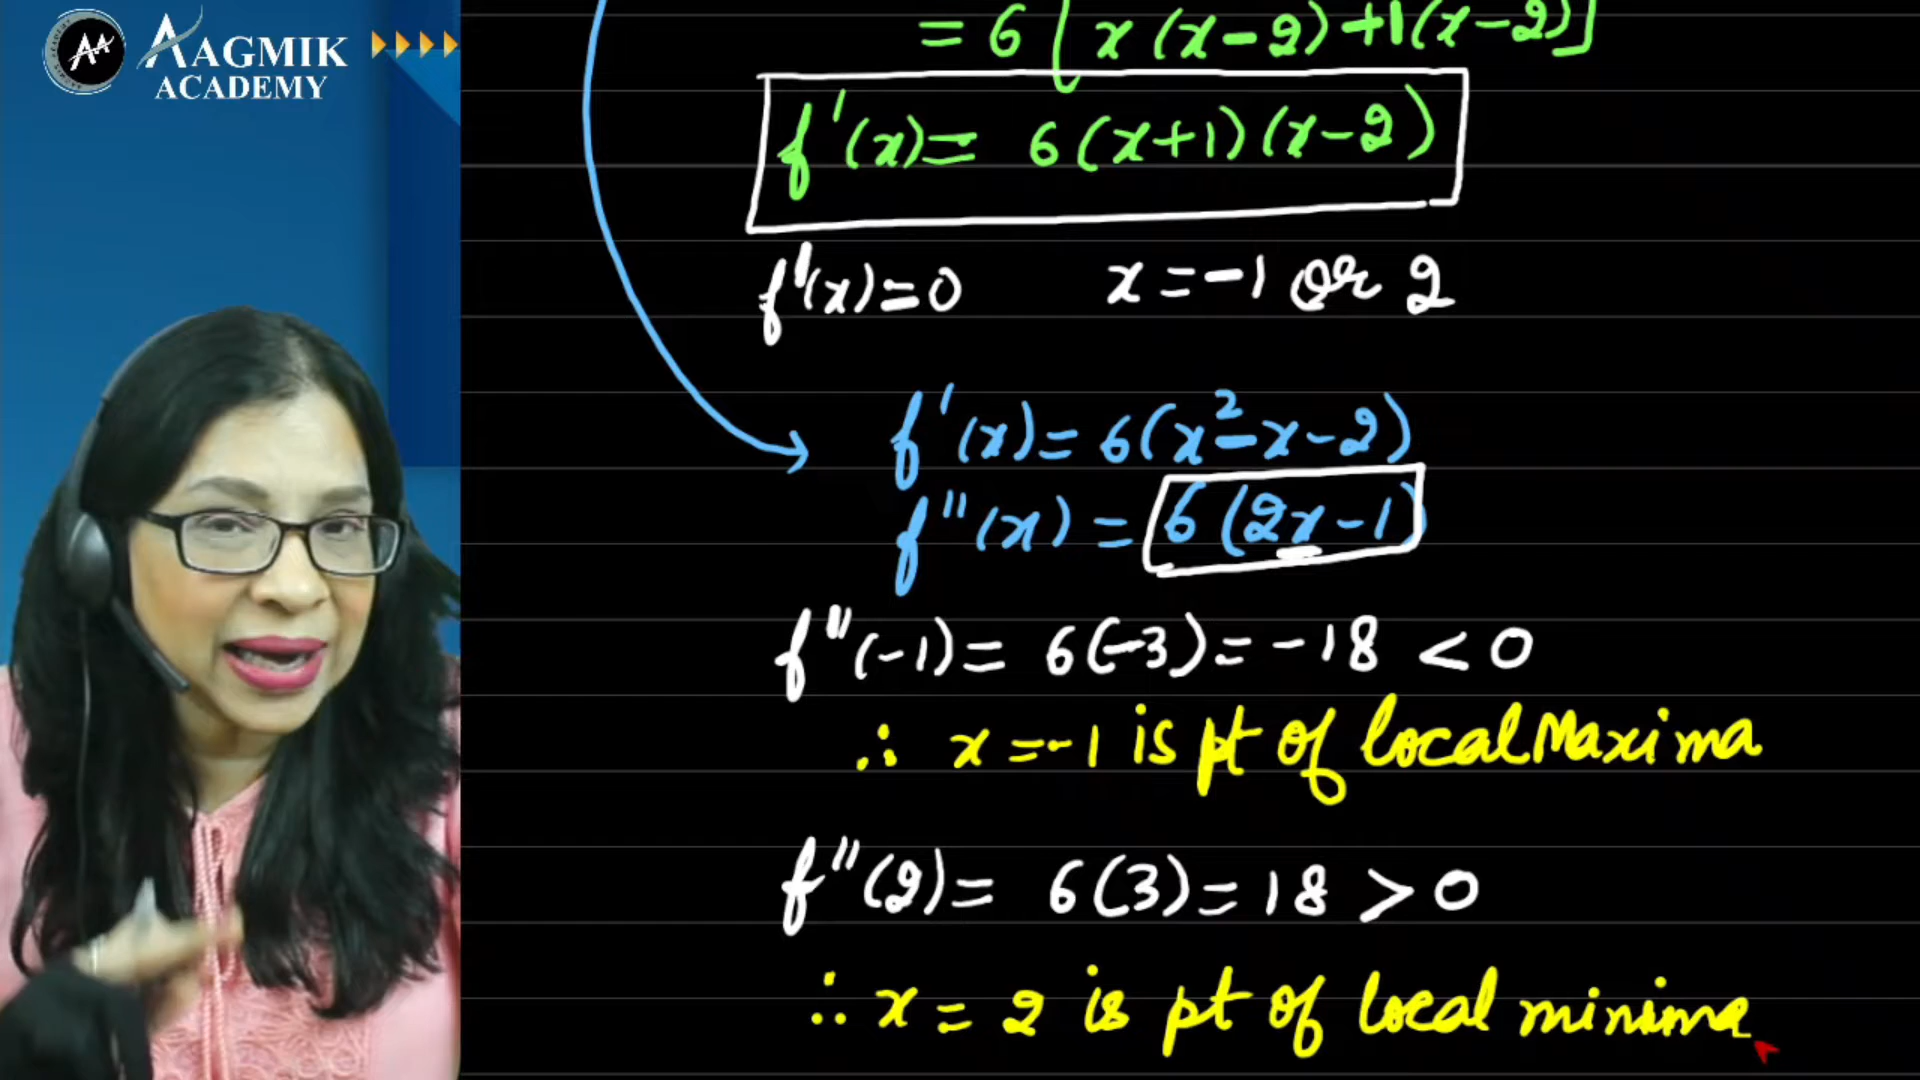 AAGMIK
ACADEMY
= 6 [ x (x-2) +1(x-2)]
f'(x)= 6(x+1)(x-2)
f'(x)=0 x=-1 or 2
f'(x)= 6(x²-x-2)
f"(x) = 6(2x-1)
f"(-1)= 6(-3)= -18 < 0
∴ x=-1 is pt of local Maxima
f"(2)= 6(3)= 18 > 0
∴ x = 2 is pt of local minima